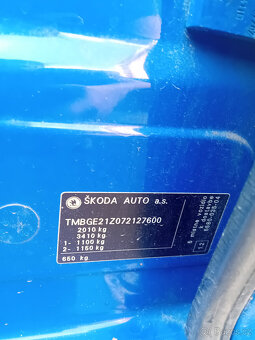 ŠKODA AUTO a.s.
TMBGE21Z072127600
2010 kg
3410 kg
1- 1100 kg
2- 1150 kg
650 kg